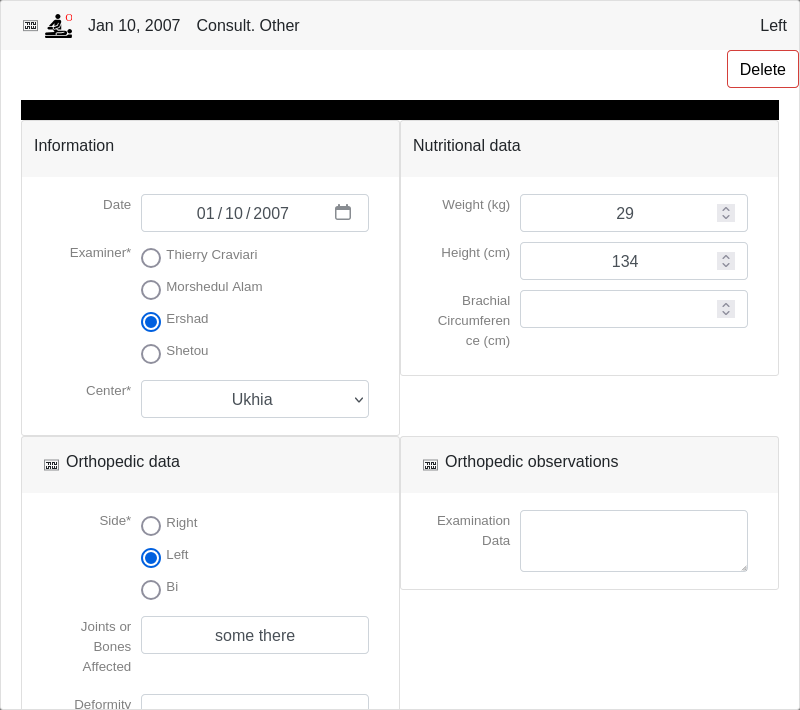 Jan 10, 2007 Consult. Other Left
Delete
Information
Date 01/10/2007
Examiner* Thierry Craviari
Morshedul Alam
Ershad
Shetou
Center* Ukhia
Nutritional data
Weight (kg) 29
Height (cm) 134
Brachial
Circumferen
ce (cm)
Orthopedic data
Side* Right
Left
Bi
Joints or some there
Bones
Affected
Deformity
Orthopedic observations
Examination
Data